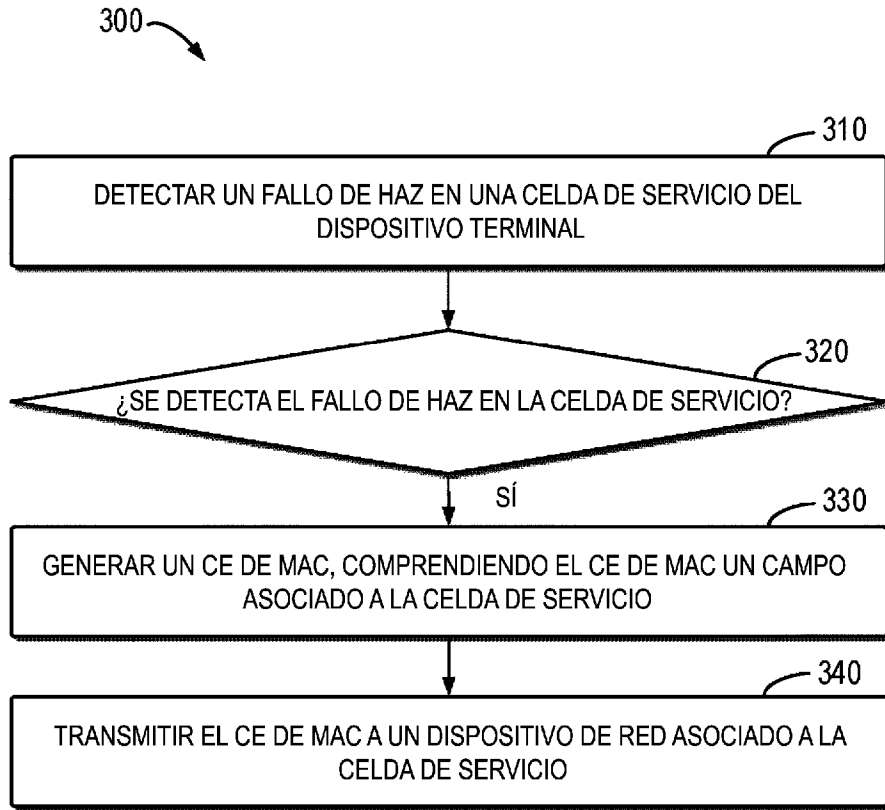 300
310
DETECTAR UN FALLO DE HAZ EN UNA CELDA DE SERVICIO DEL
DISPOSITIVO TERMINAL
320
¿SE DETECTA EL FALLO DE HAZ EN LA CELDA DE SERVICIO?
SÍ
330
GENERAR UN CE DE MAC, COMPRENDIENDO EL CE DE MAC UN CAMPO
ASOCIADO A LA CELDA DE SERVICIO
340
TRANSMITIR EL CE DE MAC A UN DISPOSITIVO DE RED ASOCIADO A LA
CELDA DE SERVICIO